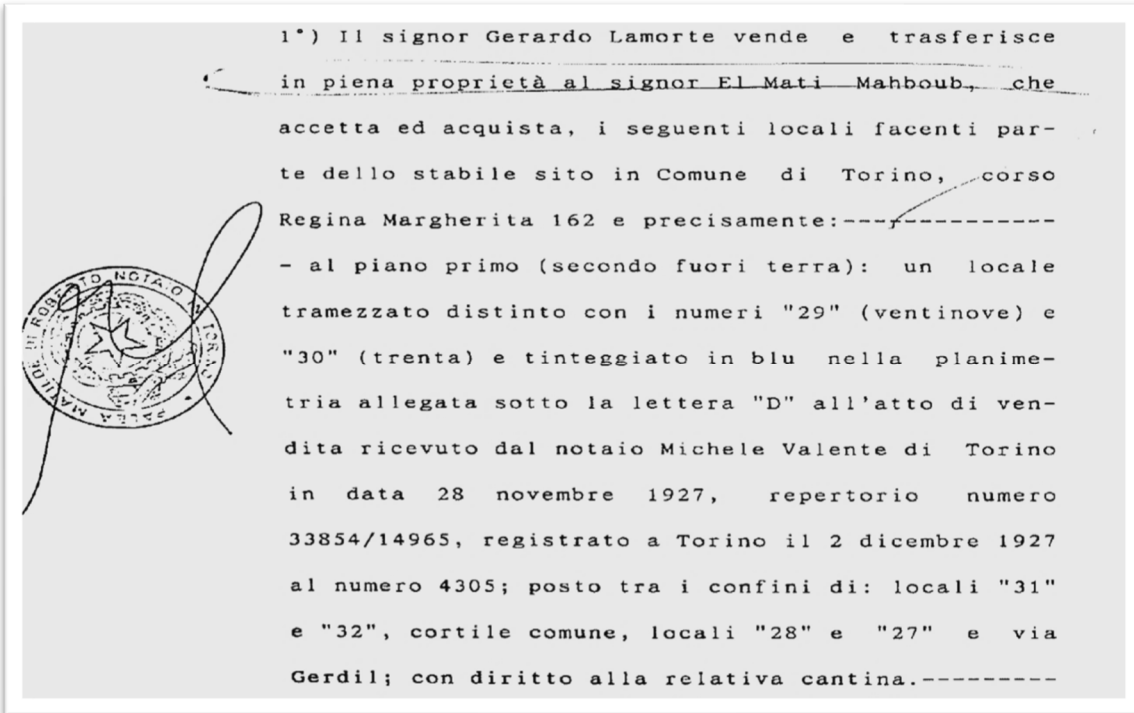 1°) Il signor Gerardo Lamorte vende e trasferisce
in piena proprietà al signor El Mati Mahboub, che
accetta ed acquista, i seguenti locali facenti par-
te dello stabile sito in Comune di Torino, corso
Regina Margherita 162 e precisamente:-------------
- al piano primo (secondo fuori terra): un locale
tramezzato distinto con i numeri "29" (ventinove) e
"30" (trenta) e tinteggiato in blu nella planime-
tria allegata sotto la lettera "D" all'atto di ven-
dita ricevuto dal notaio Michele Valente di Torino
in data 28 novembre 1927, repertorio numero
33854/14965, registrato a Torino il 2 dicembre 1927
al numero 4305; posto tra i confini di: locali "31"
e "32", cortile comune, locali "28" e "27" e via
Gerdil; con diritto alla relativa cantina.---------
DI ROBERTO NOTAIO IN
MATILDE